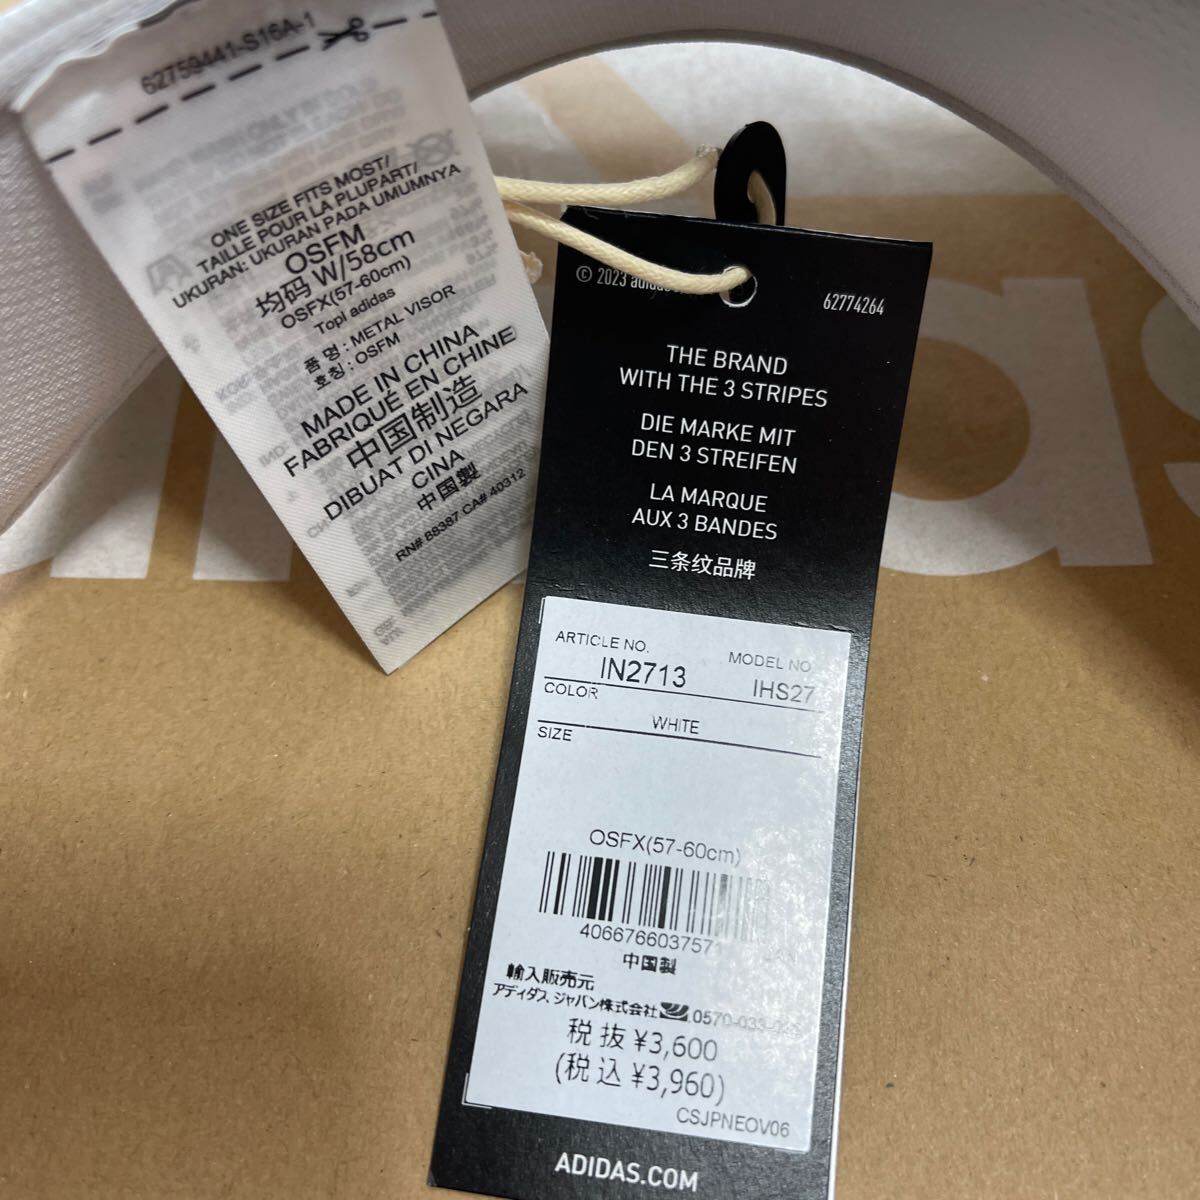 62759441-S16A-1
ONE SIZE FITS MOST/
TAILLE POUR LA PLUPART/
UKURAN: UKURAN PADA UMUMNYA
OSFM
均码 W/58cm
OSFX(57-60cm)
Topi adidas
품 명 : METAL VISOR
호칭 : OSFM
MADE IN CHINA
FABRIQUÉ EN CHINE
中国制造
DIBUAT DI NEGARA
CINA
中国製
RN# 88387 CA# 40312
© 2023 adidas
62774264
THE BRAND
WITH THE 3 STRIPES
DIE MARKE MIT
DEN 3 STREIFEN
LA MARQUE
AUX 3 BANDES
三条纹品牌
ARTICLE NO.
MODEL NO
IN2713
IHS27
COLOR
WHITE
SIZE
OSFX(57-60cm)
4066766037571
中国製
輸入販売元
アディダス ジャパン株式会社
0570-033-
税抜 ¥3,600
(税込 ¥3,960)
CSJPNEOV06
ADIDAS.COM